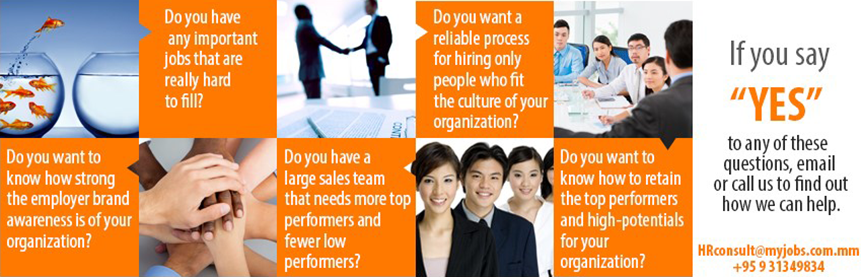 Do you have
any important
jobs that are
really hard
to fill?
Do you want a
reliable process
for hiring only
people who fit
the culture of your
organization?
Do you want to
know how strong
the employer brand
awareness is of your
organization?
Do you have a
large sales team
that needs more top
performers and
fewer low
performers?
Do you want to
know how to retain
the top performers
and high-potentials
for your
organization?
If you say
“YES”
to any of these
questions, email
or call us to find out
how we can help.
HRconsult@myjobs.com.mm
+95 9 31349834